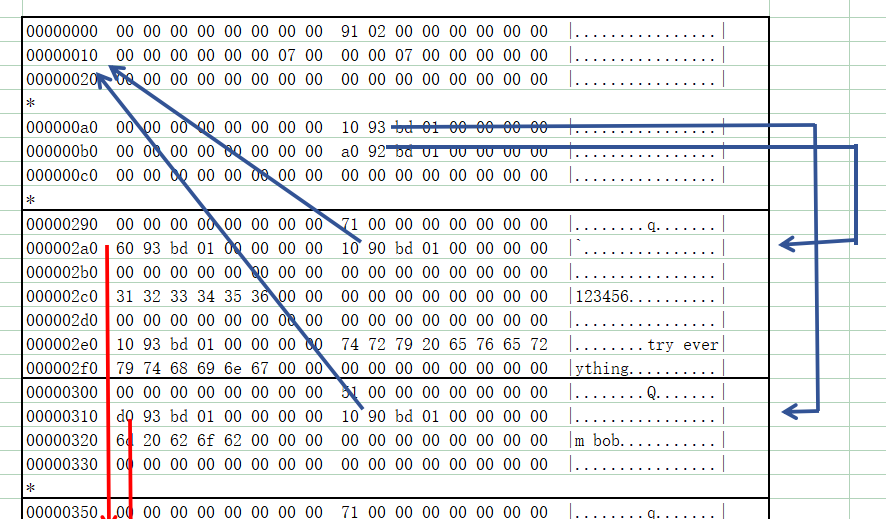 00000000 00 00 00 00 00 00 00 00 91 02 00 00 00 00 00 00 |................|
00000010 00 00 00 00 00 00 07 00 00 00 07 00 00 00 00 00 |................|
00000020 00 00 00 00 00 00 00 00 00 00 00 00 00 00 00 00 |................|
*
000000a0 00 00 00 00 00 00 00 00 10 93 bd 01 00 00 00 00 |................|
000000b0 00 00 00 00 00 00 00 00 a0 92 bd 01 00 00 00 00 |................|
000000c0 00 00 00 00 00 00 00 00 00 00 00 00 00 00 00 00 |................|
*
00000290 00 00 00 00 00 00 00 00 71 00 00 00 00 00 00 00 |........q.......|
000002a0 60 93 bd 01 00 00 00 00 10 90 bd 01 00 00 00 00 |`...............|
000002b0 00 00 00 00 00 00 00 00 00 00 00 00 00 00 00 00 |................|
000002c0 31 32 33 34 35 36 00 00 00 00 00 00 00 00 00 00 |123456..........|
000002d0 00 00 00 00 00 00 00 00 00 00 00 00 00 00 00 00 |................|
000002e0 10 93 bd 01 00 00 00 00 74 72 79 20 65 76 65 72 |........try ever|
000002f0 79 74 68 69 6e 67 00 00 00 00 00 00 00 00 00 00 |ything..........|
00000300 00 00 00 00 00 00 00 00 51 00 00 00 00 00 00 00 |........Q.......|
00000310 d0 93 bd 01 00 00 00 00 10 90 bd 01 00 00 00 00 |................|
00000320 6d 20 62 6f 62 00 00 00 00 00 00 00 00 00 00 00 |m bob...........|
00000330 00 00 00 00 00 00 00 00 00 00 00 00 00 00 00 00 |................|
*
00000350 00 00 00 00 00 00 00 00 71 00 00 00 00 00 00 00 |........q.......|